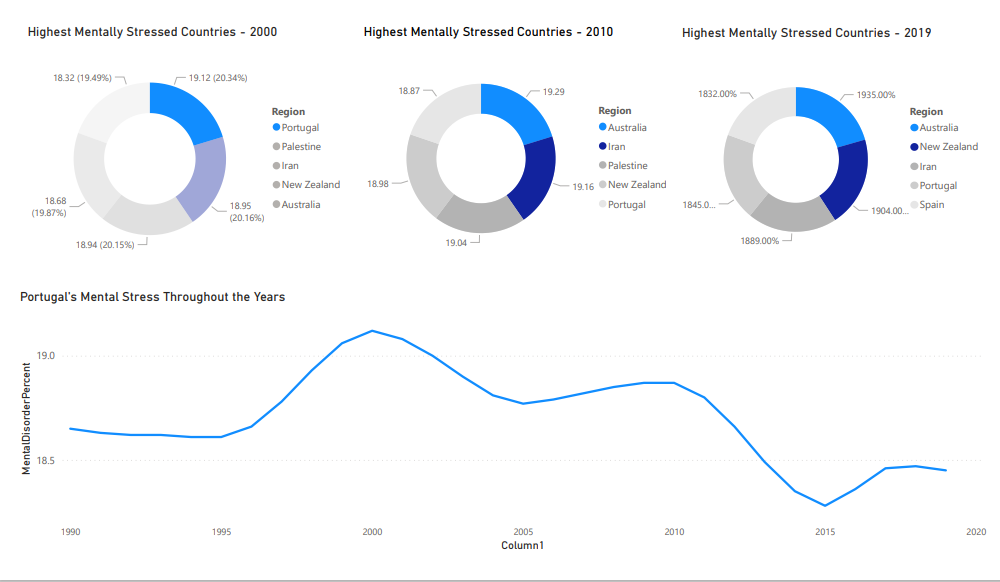 Highest Mentally Stressed Countries - 2000
18.32 (19.49%)
19.12 (20.34%)
18.95
(20.16%)
18.94 (20.15%)
18.68
(19.87%)
Region
Portugal
Palestine
Iran
New Zealand
Australia
Highest Mentally Stressed Countries - 2010
18.87
19.29
19.16
19.04
18.98
Region
Australia
Iran
Palestine
New Zealand
Portugal
Highest Mentally Stressed Countries - 2019
1832.00%
1935.00%
1904.00...
1889.00%
1845.0...
Region
Australia
New Zealand
Iran
Portugal
Spain
Portugal's Mental Stress Throughout the Years
MentalDisorderPercent
19.0
18.5
1990
1995
2000
2005
2010
2015
2020
Column1